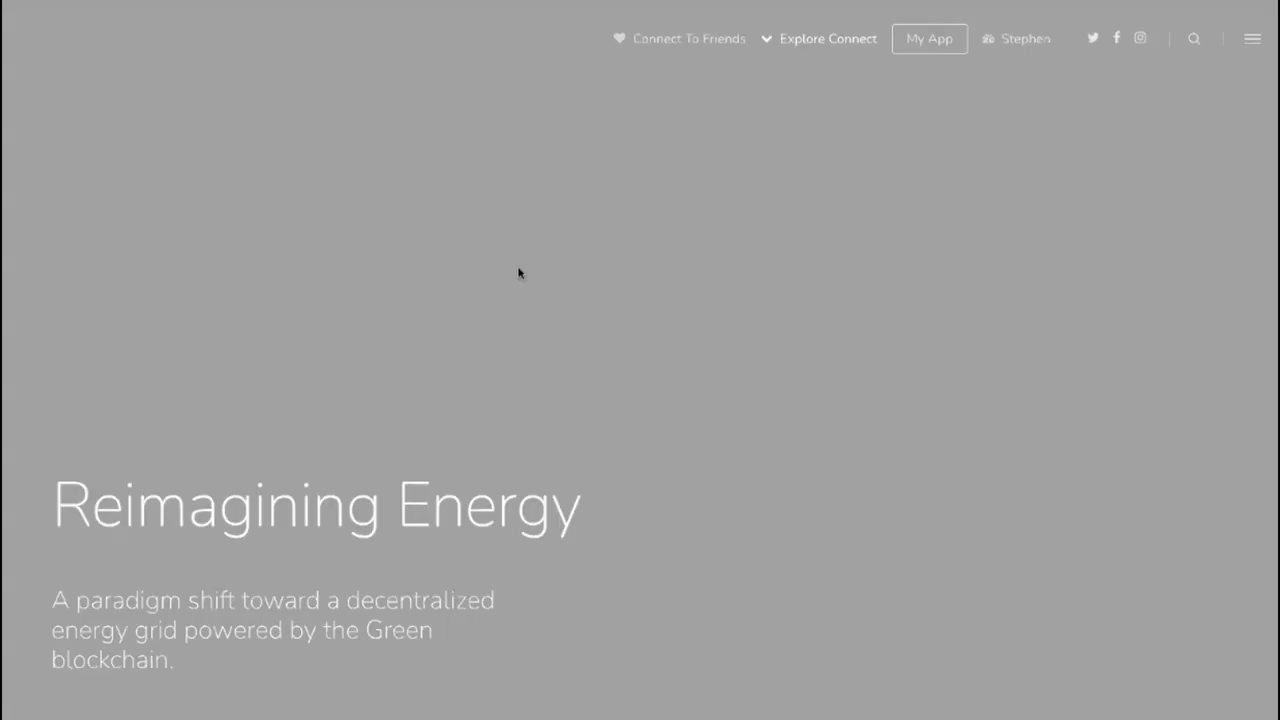 Connect To Friends Explore Connect My App Stephen
Reimagining Energy
A paradigm shift toward a decentralized
energy grid powered by the Green
blockchain.